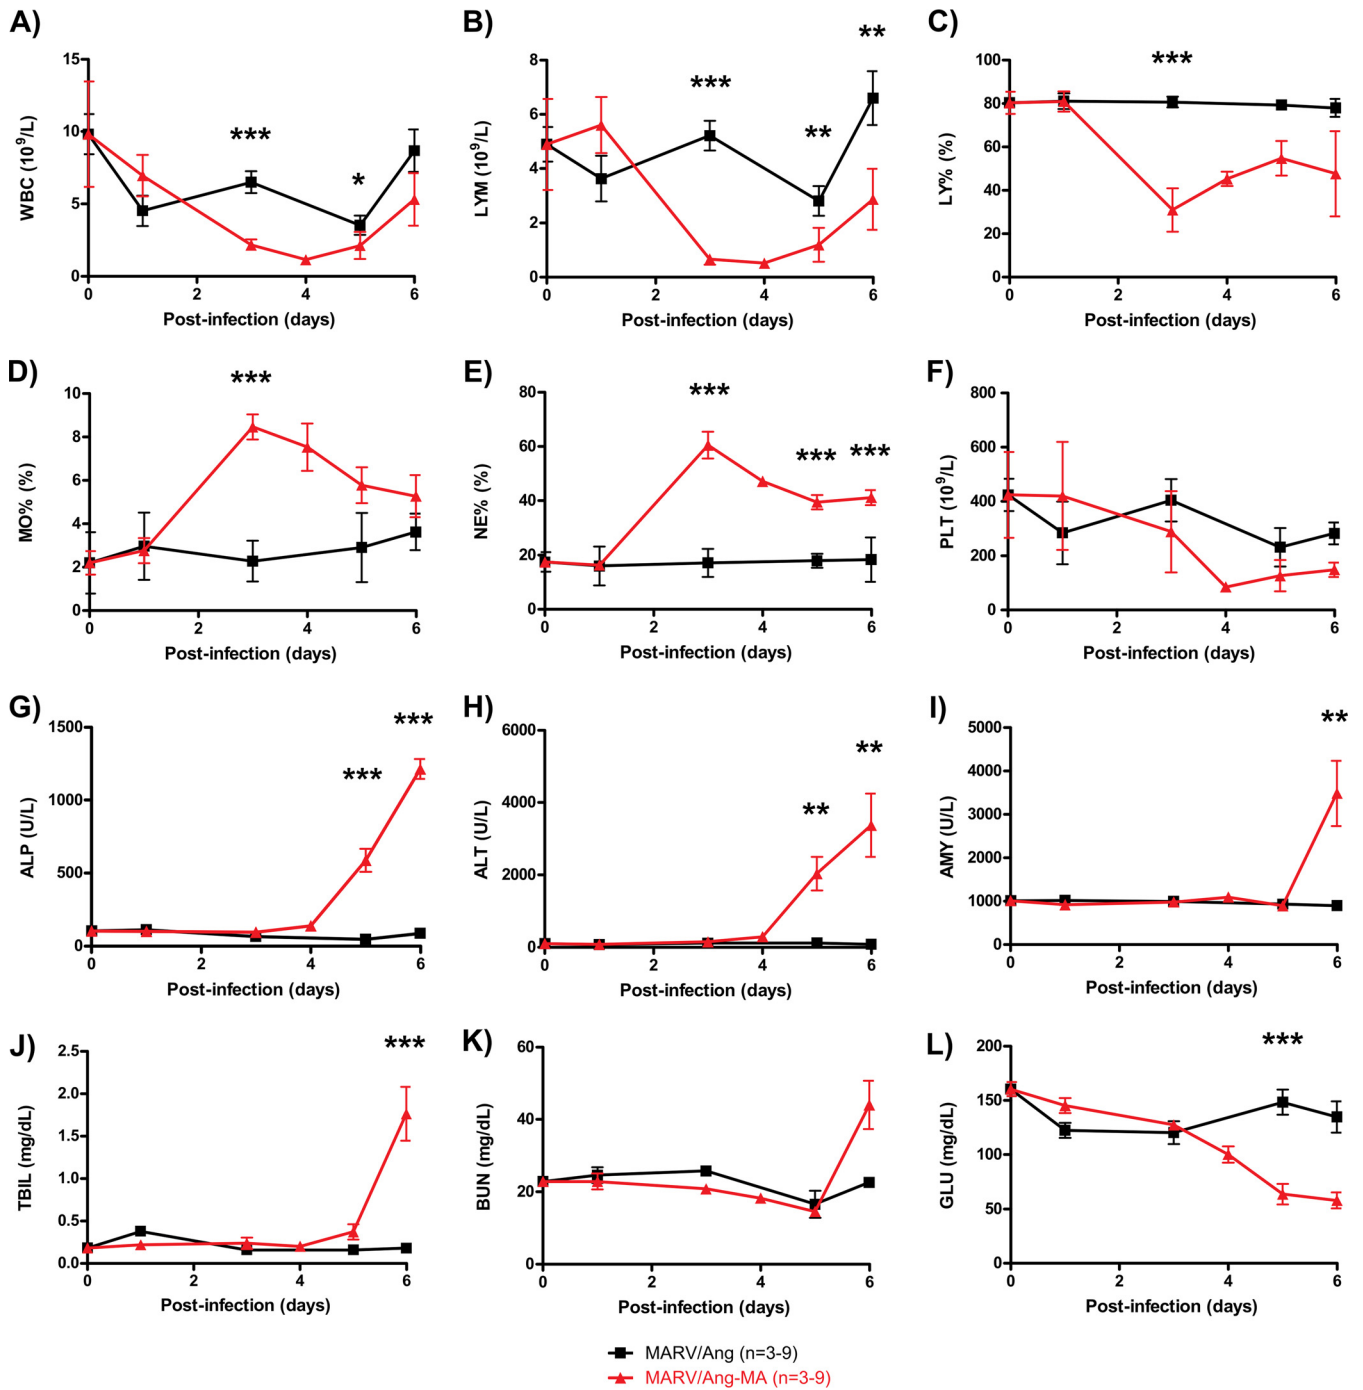 A)
WBC (10⁹/L)
15
10
5
0
***
*
0 2 4 6
Post-infection (days)
B)
LYM (10⁹/L)
8
6
4
2
0
***
**
**
0 2 4 6
Post-infection (days)
C)
LY% (%)
100
80
60
40
20
0
***
0 2 4 6
Post-infection (days)
D)
MO% (%)
10
8
6
4
2
0
***
0 2 4 6
Post-infection (days)
E)
NE% (%)
80
60
40
20
0
***
***
***
0 2 4 6
Post-infection (days)
F)
PLT (10⁹/L)
800
600
400
200
0
0 2 4 6
Post-infection (days)
G)
ALP (U/L)
1500
1000
500
0
***
***
0 2 4 6
Post-infection (days)
H)
ALT (U/L)
6000
4000
2000
0
**
**
0 2 4 6
Post-infection (days)
I)
AMY (U/L)
5000
4000
3000
2000
1000
0
**
0 2 4 6
Post-infection (days)
J)
TBIL (mg/dL)
2.5
2.0
1.5
1.0
0.5
0.0
***
0 2 4 6
Post-infection (days)
K)
BUN (mg/dL)
60
40
20
0
0 2 4 6
Post-infection (days)
L)
GLU (mg/dL)
200
150
100
50
0
***
0 2 4 6
Post-infection (days)
MARV/Ang (n=3-9)
MARV/Ang-MA (n=3-9)